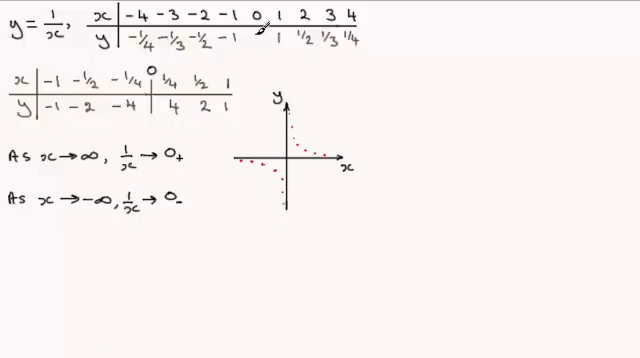 y = 1/x, x | -4 -3 -2 -1 0 1 2 3 4
y | -1/4 -1/3 -1/2 -1 1 1/2 1/3 1/4
x | -1 -1/2 -1/4 0 1/4 1/2 1
y | -1 -2 -4 4 2 1
As x → ∞, 1/x → 0+
As x → -∞, 1/x → 0-
y
x